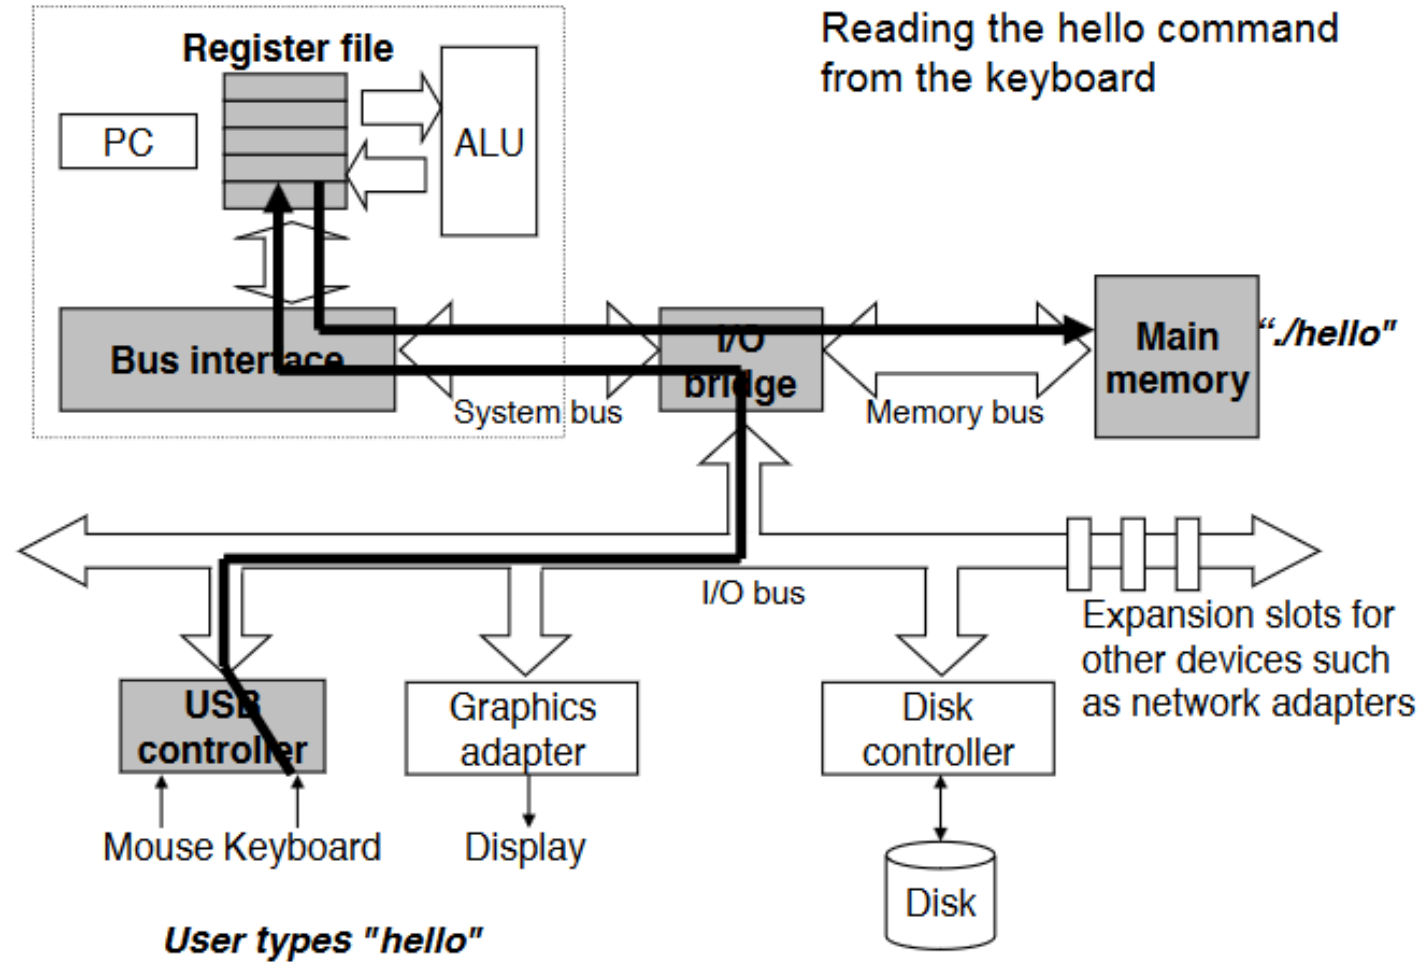 Reading the hello command
from the keyboard
Register file
PC
ALU
Bus interface
System bus
I/O
bridge
Memory bus
Main
memory
“./hello"
I/O bus
Expansion slots for
other devices such
as network adapters
USB
controller
Graphics
adapter
Disk
controller
Mouse Keyboard
Display
Disk
User types "hello"